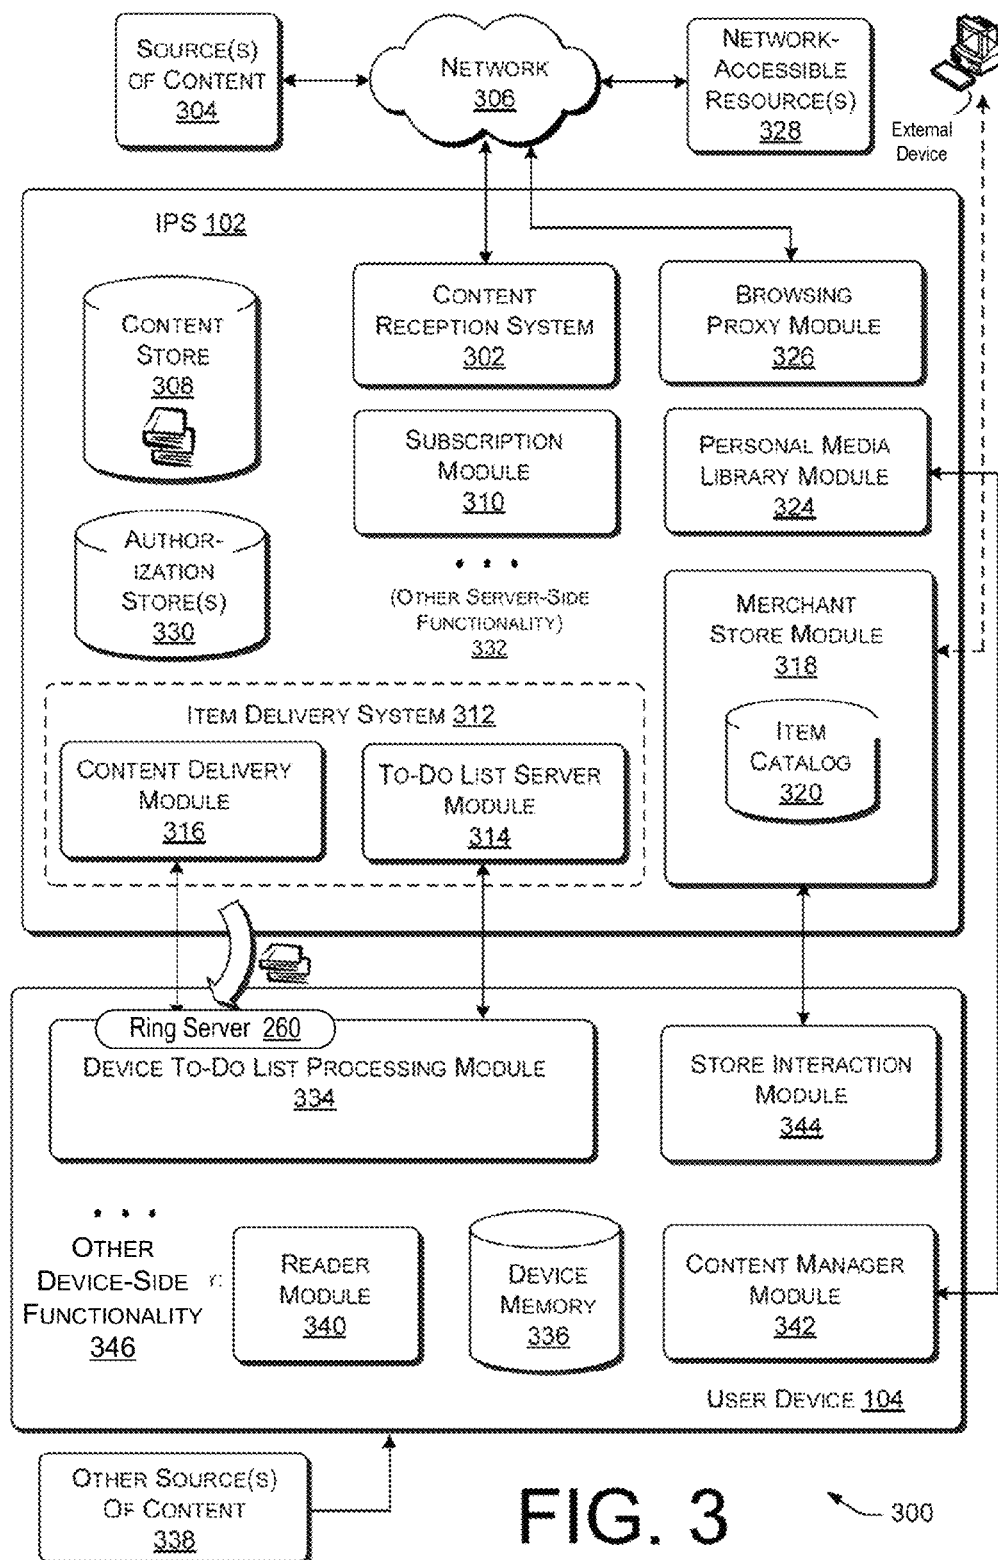 SOURCE(S)
OF CONTENT
304
NETWORK
306
NETWORK-
ACCESSIBLE
RESOURCE(S)
328
External
Device
IPS 102
CONTENT
STORE
308
CONTENT
RECEPTION SYSTEM
302
BROWSING
PROXY MODULE
326
SUBSCRIPTION
MODULE
310
PERSONAL MEDIA
LIBRARY MODULE
324
AUTHOR-
IZATION
STORE(S)
330
• • •
(OTHER SERVER-SIDE
FUNCTIONALITY)
332
MERCHANT
STORE MODULE
318
ITEM
CATALOG
320
ITEM DELIVERY SYSTEM 312
CONTENT DELIVERY
MODULE
316
TO-DO LIST SERVER
MODULE
314
Ring Server 260
DEVICE TO-DO LIST PROCESSING MODULE
334
STORE INTERACTION
MODULE
344
• • •
OTHER
DEVICE-SIDE
FUNCTIONALITY
346
READER
MODULE
340
DEVICE
MEMORY
336
CONTENT MANAGER
MODULE
342
USER DEVICE 104
OTHER SOURCE(S)
OF CONTENT
338
FIG. 3
300